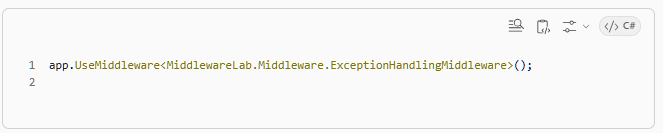 </> C#
1 app.UseMiddleware<MiddlewareLab.Middleware.ExceptionHandlingMiddleware>();
2